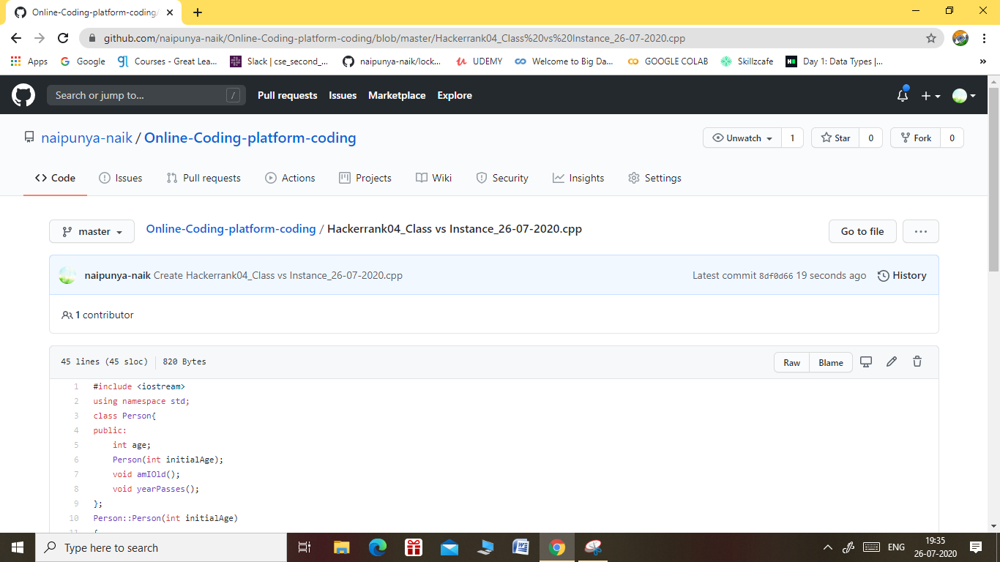 Online-Coding-platform-coding/
github.com/naipunya-naik/Online-Coding-platform-coding/blob/master/Hackerrank04_Class%20vs%20Instance_26-07-2020.cpp
Apps Google Courses - Great Lea... Slack | cse_second_... naipunya-naik/lock... UDEMY Welcome to Big Da... GOOGLE COLAB Skillzcafe Day 1: Data Types |... »
Search or jump to... / Pull requests Issues Marketplace Explore
naipunya-naik / Online-Coding-platform-coding Unwatch 1 Star 0 Fork 0
Code Issues Pull requests Actions Projects Wiki Security Insights Settings
master Online-Coding-platform-coding / Hackerrank04_Class vs Instance_26-07-2020.cpp Go to file ...
naipunya-naik Create Hackerrank04_Class vs Instance_26-07-2020.cpp Latest commit 8df0d66 19 seconds ago History
1 contributor
45 lines (45 sloc) 820 Bytes Raw Blame
1 #include <iostream>
2 using namespace std;
3 class Person{
4 public:
5 int age;
6 Person(int initialAge);
7 void amIOld();
8 void yearPasses();
9 };
10 Person::Person(int initialAge)
11 {
Type here to search ENG 19:35
26-07-2020